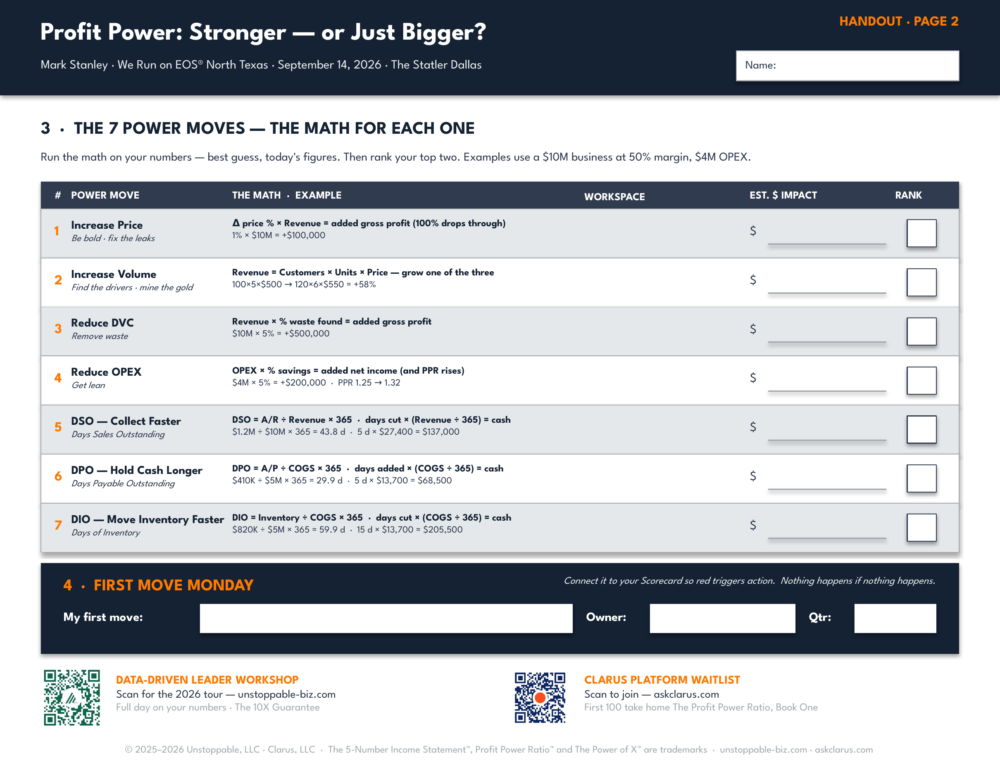 Profit Power: Stronger — or Just Bigger?
HANDOUT · PAGE 2
Mark Stanley · We Run on EOS® North Texas · September 14, 2026 · The Statler Dallas
Name:
3 · THE 7 POWER MOVES — THE MATH FOR EACH ONE
Run the math on your numbers — best guess, today's figures. Then rank your top two. Examples use a $10M business at 50% margin, $4M OPEX.
# POWER MOVE THE MATH · EXAMPLE WORKSPACE EST. $ IMPACT RANK
1 Increase Price
Be bold · fix the leaks
Δ price % × Revenue = added gross profit (100% drops through)
1% × $10M = +$100,000
$
2 Increase Volume
Find the drivers · mine the gold
Revenue = Customers × Units × Price — grow one of the three
100×5×$500 → 120×6×$550 = +58%
$
3 Reduce DVC
Remove waste
Revenue × % waste found = added gross profit
$10M × 5% = +$500,000
$
4 Reduce OPEX
Get lean
OPEX × % savings = added net income (and PPR rises)
$4M × 5% = +$200,000 · PPR 1.25 → 1.32
$
5 DSO — Collect Faster
Days Sales Outstanding
DSO = A/R ÷ Revenue × 365 · days cut × (Revenue ÷ 365) = cash
$1.2M ÷ $10M × 365 = 43.8 d · 5 d × $27,400 = $137,000
$
6 DPO — Hold Cash Longer
Days Payable Outstanding
DPO = A/P ÷ COGS × 365 · days added × (COGS ÷ 365) = cash
$410K ÷ $5M × 365 = 29.9 d · 5 d × $13,700 = $68,500
$
7 DIO — Move Inventory Faster
Days of Inventory
DIO = Inventory ÷ COGS × 365 · days cut × (COGS ÷ 365) = cash
$820K ÷ $5M × 365 = 59.9 d · 15 d × $13,700 = $205,500
$
4 · FIRST MOVE MONDAY
Connect it to your Scorecard so red triggers action. Nothing happens if nothing happens.
My first move: Owner: Qtr:
DATA-DRIVEN LEADER WORKSHOP
Scan for the 2026 tour — unstoppable-biz.com
Full day on your numbers · The 10X Guarantee
CLARUS PLATFORM WAITLIST
Scan to join — askclarus.com
First 100 take home The Profit Power Ratio, Book One
© 2025–2026 Unstoppable, LLC · Clarus, LLC · The 5-Number Income Statement™, Profit Power Ratio™ and The Power of X™ are trademarks · unstoppable-biz.com · askclarus.com